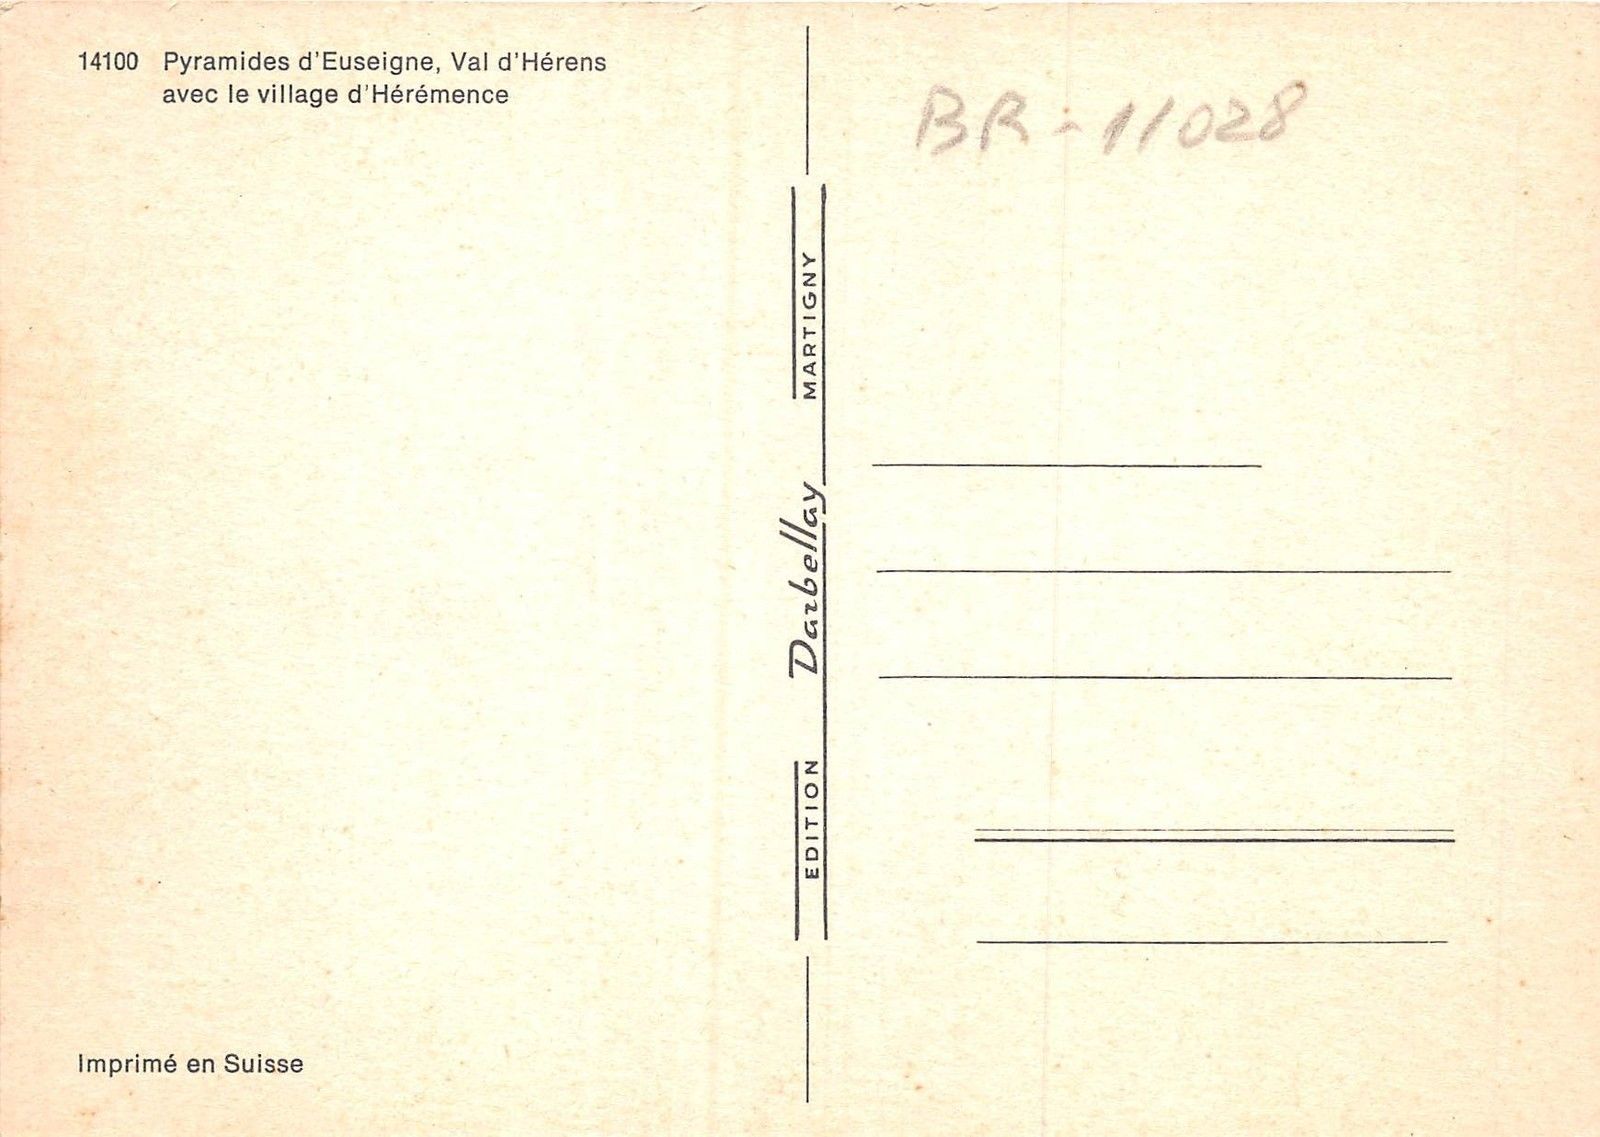 14100 Pyramides d'Euseigne, Val d'Hérens
avec le village d'Hérémence
Imprimé en Suisse
EDITION Darbellay MARTIGNY
BR-11028